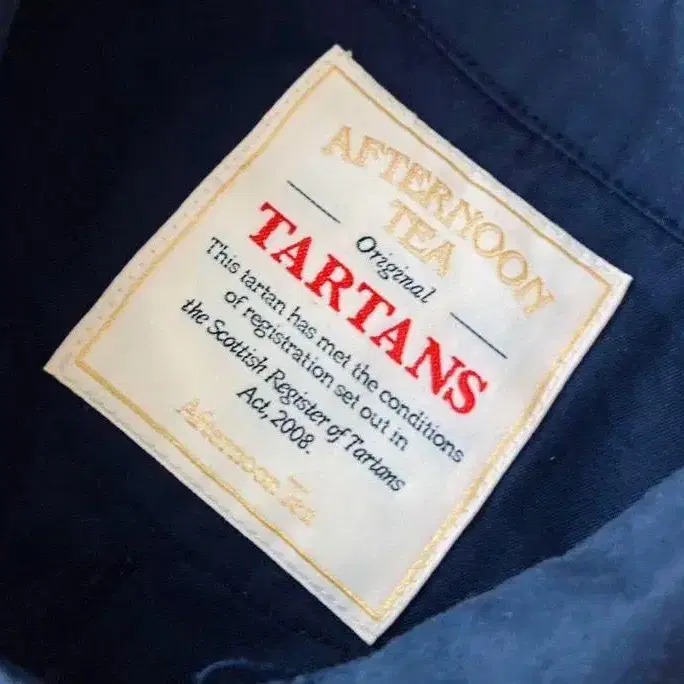 AFTERNOON
TEA
Original
TARTANS
This tartan has met the conditions
of registration set out in
the Scottish Register of Tartans
Act, 2008.
Afternoon Tea